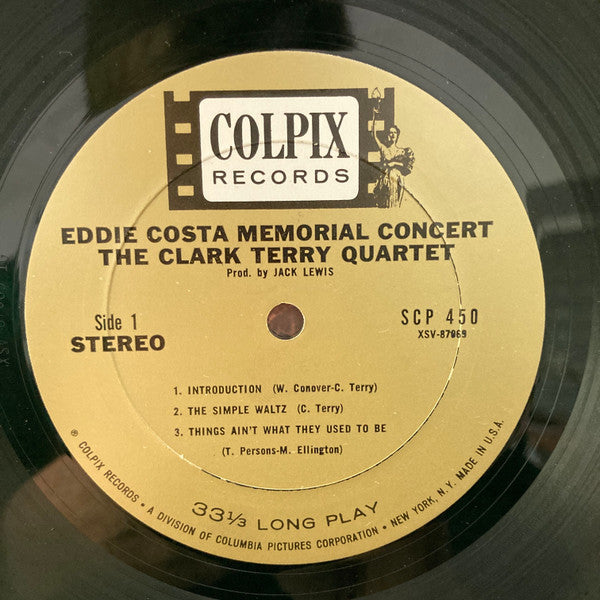 COLPIX
RECORDS
EDDIE COSTA MEMORIAL CONCERT
THE CLARK TERRY QUARTET
Prod. by JACK LEWIS
Side 1
STEREO
SCP 450
XSV-87969
1. INTRODUCTION (W. Conover-C. Terry)
2. THE SIMPLE WALTZ (C. Terry)
3. THINGS AIN'T WHAT THEY USED TO BE
(T. Persons-M. Ellington)
33⅓ LONG PLAY
℗ COLPIX RECORDS • A DIVISION OF COLUMBIA PICTURES CORPORATION • NEW YORK, N.Y. MADE IN U.S.A.